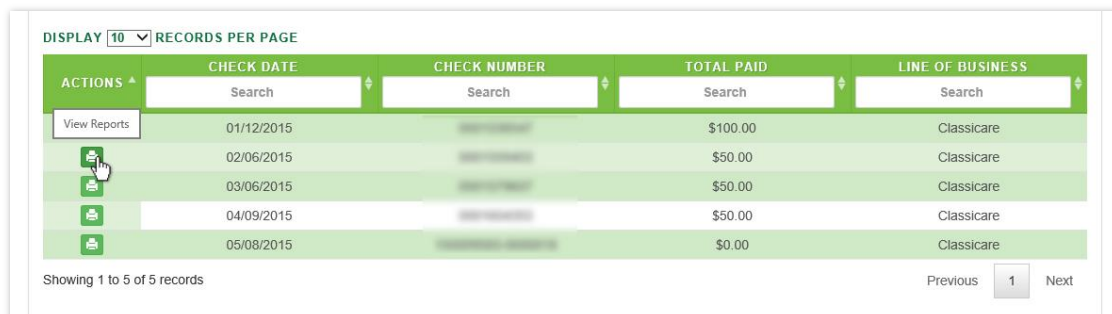 DISPLAY 10 RECORDS PER PAGE
ACTIONS CHECK DATE CHECK NUMBER TOTAL PAID LINE OF BUSINESS
Search Search Search Search
View Reports 01/12/2015 $100.00 Classicare
02/06/2015 $50.00 Classicare
03/06/2015 $50.00 Classicare
04/09/2015 $50.00 Classicare
05/08/2015 $0.00 Classicare
Showing 1 to 5 of 5 records Previous 1 Next